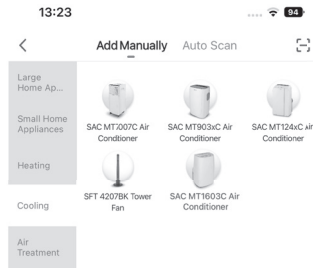 13:23
94
Add Manually Auto Scan
Large
Home Ap...
Small Home
Appliances
Heating
Cooling
Air
Treatment
SAC MT7007C Air
Conditioner
SAC MT903xC Air
Conditioner
SAC MT124xC Air
Conditioner
SFT 4207BK Tower
Fan
SAC MT1603C Air
Conditioner